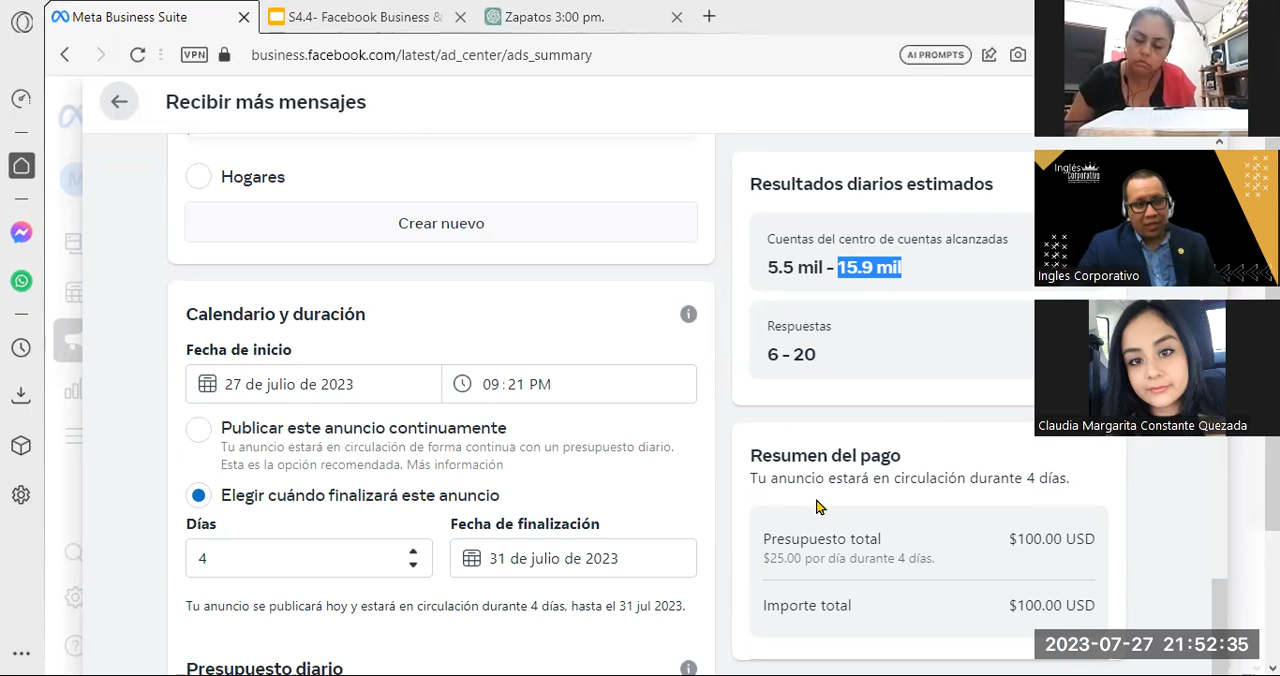 Meta Business Suite
S4.4- Facebook Business &
Zapatos 3:00 pm.
VPN
business.facebook.com/latest/ad_center/ads_summary
AI PROMPTS
Recibir más mensajes
Hogares
Crear nuevo
Calendario y duración
Fecha de inicio
27 de julio de 2023
09:21 PM
Publicar este anuncio continuamente
Tu anuncio estará en circulación de forma continua con un presupuesto diario.
Esta es la opción recomendada. Más información
Elegir cuándo finalizará este anuncio
Días
Fecha de finalización
4
31 de julio de 2023
Tu anuncio se publicará hoy y estará en circulación durante 4 días, hasta el 31 jul 2023.
Presupuesto diario
Resultados diarios estimados
Cuentas del centro de cuentas alcanzadas
5.5 mil - 15.9 mil
Respuestas
6 - 20
Resumen del pago
Tu anuncio estará en circulación durante 4 días.
Presupuesto total
$100.00 USD
$25.00 por día durante 4 días.
Importe total
$100.00 USD
Inglés
Corporativo
Ingles Corporativo
Claudia Margarita Constante Quezada
2023-07-27 21:52:35